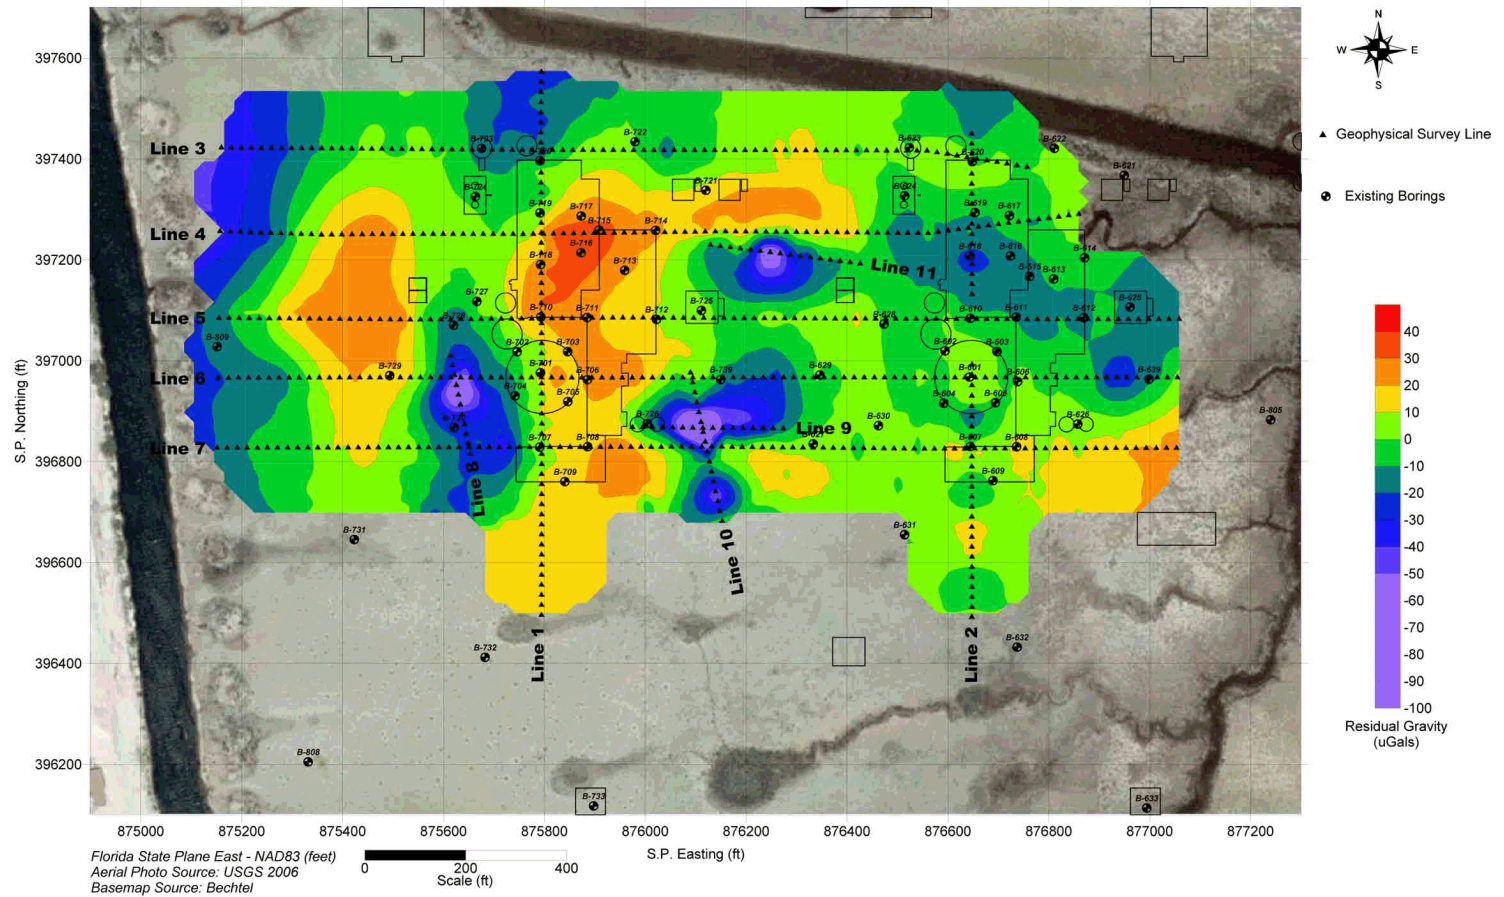 N
W E
S
397600
397400
397200
397000
396800
396600
396400
396200
S.P. Northing (ft)
Line 3
Line 4
Line 5
Line 6
Line 7
Line 8
Line 9
Line 10
Line 11
Line 1
Line 2
B-722
B-623
B-622
B-620
B-621
B-721
B-624
B-719
B-717
B-715
B-714
B-619
B-617
B-716
B-718
B-713
B-618
B-616
B-615
B-613
B-614
B-727
B-725
B-625
B-809
B-710
B-711
B-712
B-628
B-610
B-611
B-612
B-702
B-703
B-602
B-603
B-729
B-701
B-706
B-739
B-629
B-601
B-606
B-639
B-704
B-705
B-604
B-605
B-726
B-630
B-626
B-805
B-707
B-708
B-627
B-607
B-608
B-709
B-609
B-731
B-631
B-732
B-632
B-808
B-733
B-633
Geophysical Survey Line
Existing Borings
40
30
20
10
0
-10
-20
-30
-40
-50
-60
-70
-80
-90
-100
Residual Gravity
(uGals)
875000 875200 875400 875600 875800 876000 876200 876400 876600 876800 877000 877200
S.P. Easting (ft)
Florida State Plane East - NAD83 (feet)
Aerial Photo Source: USGS 2006
Basemap Source: Bechtel
0 200 400
Scale (ft)